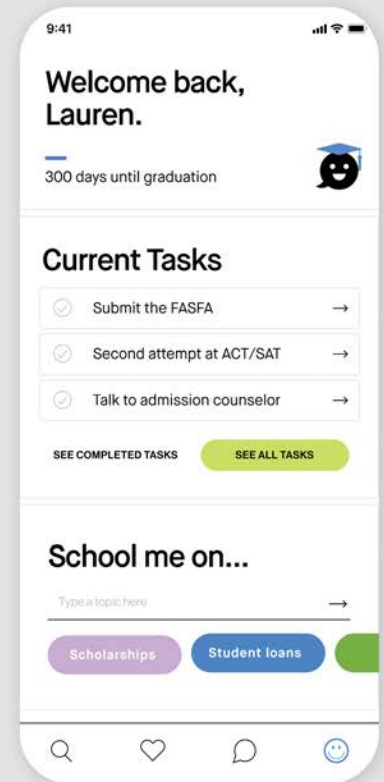 9:41
Welcome back,
Lauren.
300 days until graduation
Current Tasks
Submit the FASFA
Second attempt at ACT/SAT
Talk to admission counselor
SEE COMPLETED TASKS
SEE ALL TASKS
School me on...
Type a topic here
Scholarships
Student loans